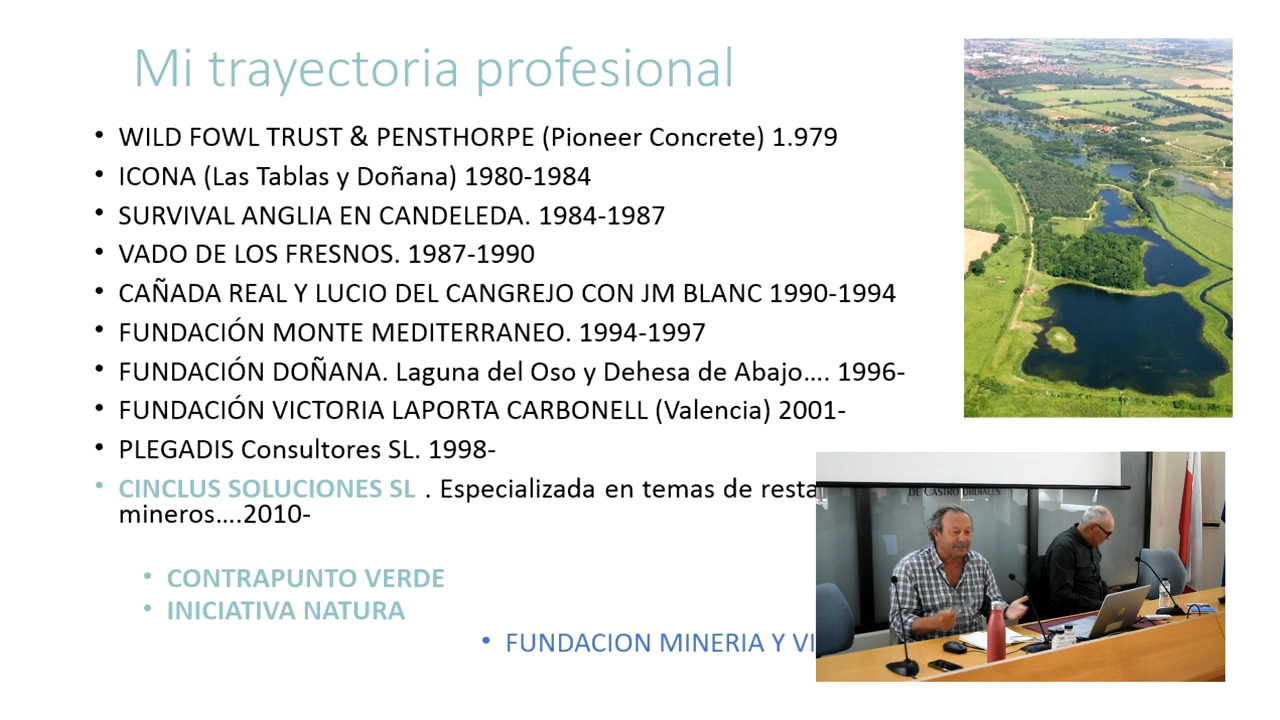 Mi trayectoria profesional
• WILD FOWL TRUST & PENSTHORPE (Pioneer Concrete) 1.979
• ICONA (Las Tablas y Doñana) 1980-1984
• SURVIVAL ANGLIA EN CANDELEDA. 1984-1987
• VADO DE LOS FRESNOS. 1987-1990
• CAÑADA REAL Y LUCIO DEL CANGREJO CON JM BLANC 1990-1994
• FUNDACIÓN MONTE MEDITERRANEO. 1994-1997
• FUNDACIÓN DOÑANA. Laguna del Oso y Dehesa de Abajo.... 1996-
• FUNDACIÓN VICTORIA LAPORTA CARBONELL (Valencia) 2001-
• PLEGADIS Consultores SL. 1998-
• CINCLUS SOLUCIONES SL . Especializada en temas de resta
mineros....2010-
DE CASTRO URDIALES
• CONTRAPUNTO VERDE
• INICIATIVA NATURA
• FUNDACION MINERIA Y VI